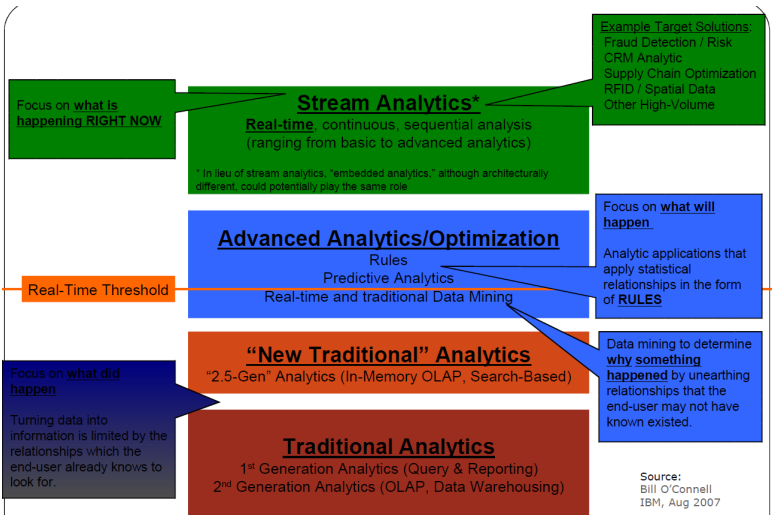 Example Target Solutions:
Fraud Detection / Risk
CRM Analytic
Supply Chain Optimization
RFID / Spatial Data
Other High-Volume
Focus on what is
happening RIGHT NOW
Stream Analytics*
Real-time, continuous, sequential analysis
(ranging from basic to advanced analytics)
* In lieu of stream analytics, “embedded analytics,” although architecturally
different, could potentially play the same role
Focus on what will
happen
Analytic applications that
apply statistical
relationships in the form
of RULES
Advanced Analytics/Optimization
Rules
Predictive Analytics
Real-time and traditional Data Mining
Real-Time Threshold
“New Traditional” Analytics
“2.5-Gen” Analytics (In-Memory OLAP, Search-Based)
Data mining to determine
why something
happened by unearthing
relationships that the
end-user may not have
known existed.
Focus on what did
happen
Turning data into
information is limited by the
relationships which the
end-user already knows to
look for.
Traditional Analytics
1st Generation Analytics (Query & Reporting)
2nd Generation Analytics (OLAP, Data Warehousing)
Source:
Bill O’Connell
IBM, Aug 2007